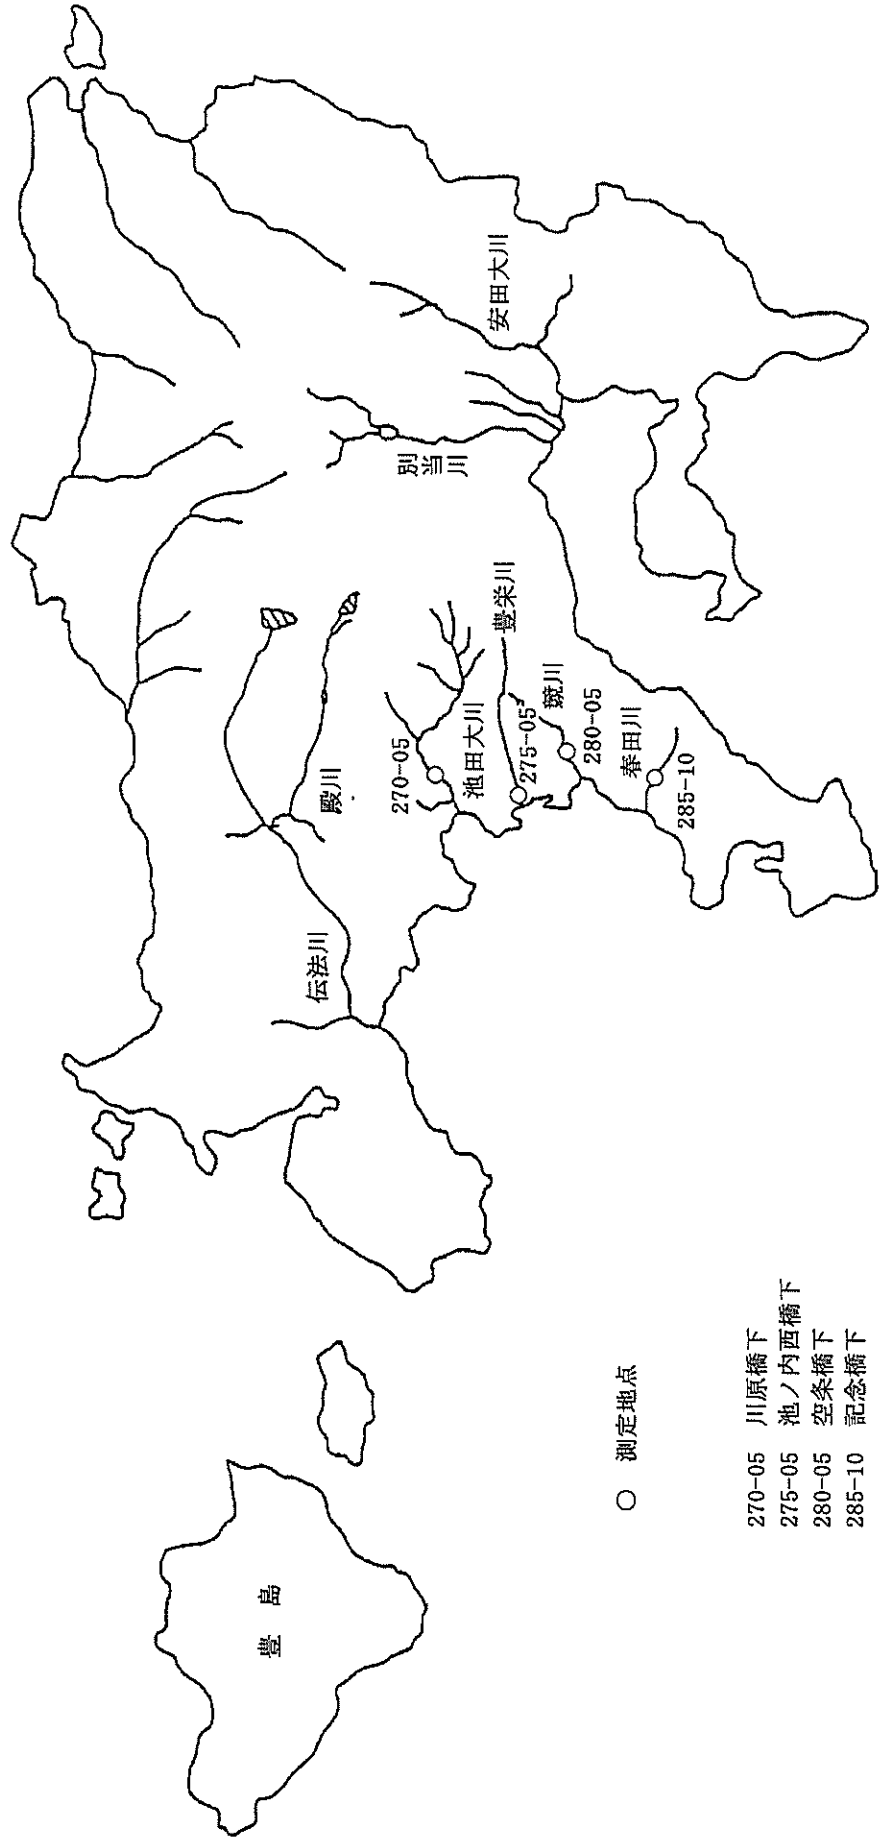 豊島
伝法川
殿川
270-05
別当川
池田大川
安田大川
豊栄川
275-05
竸川
280-05
春田川
285-10
○ 測定地点
270-05 川原橋下
275-05 池ノ内西橋下
280-05 空条橋下
285-10 記念橋下